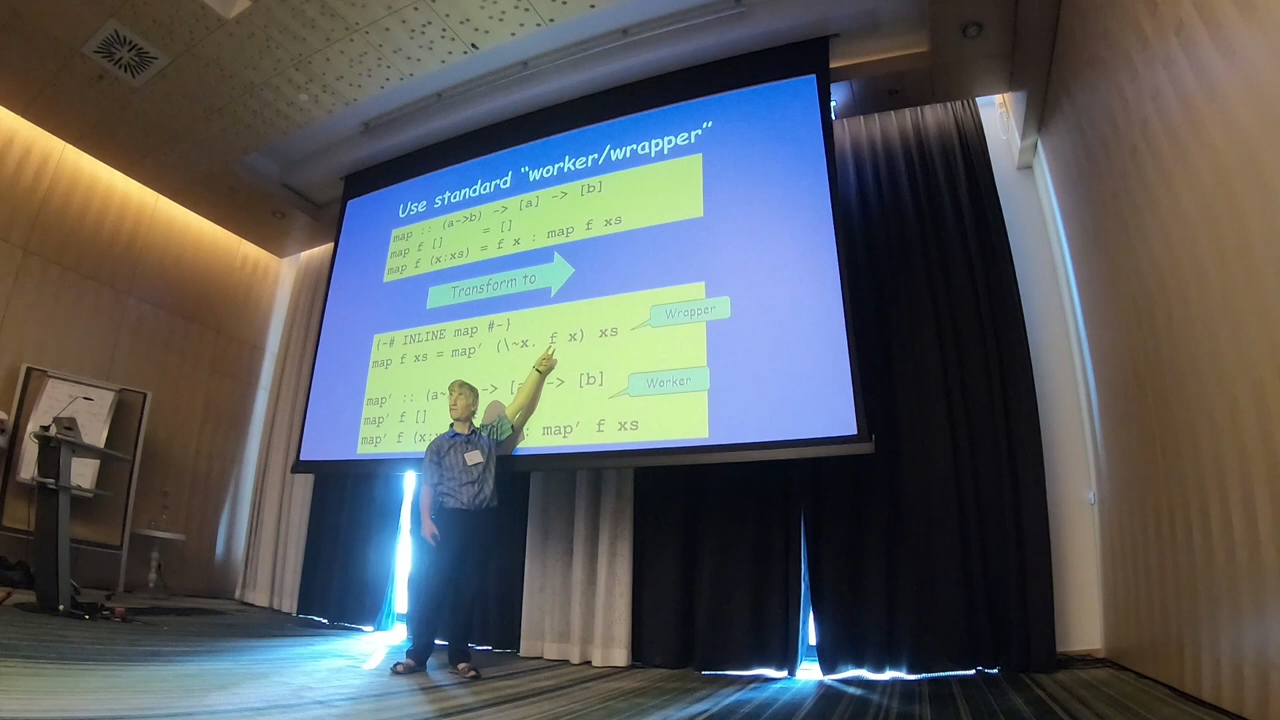 Use standard “worker/wrapper”
map :: (a->b) -> [a] -> [b]
map f []     = []
map f (x:xs) = f x : map f xs
Transform to
{-# INLINE map #-}
map f xs = map’ (\~x. f x) xs
Wrapper
map’ :: (a~ -> [a -> [b]
Worker
map’ f []
map’ f (x: : map’ f xs